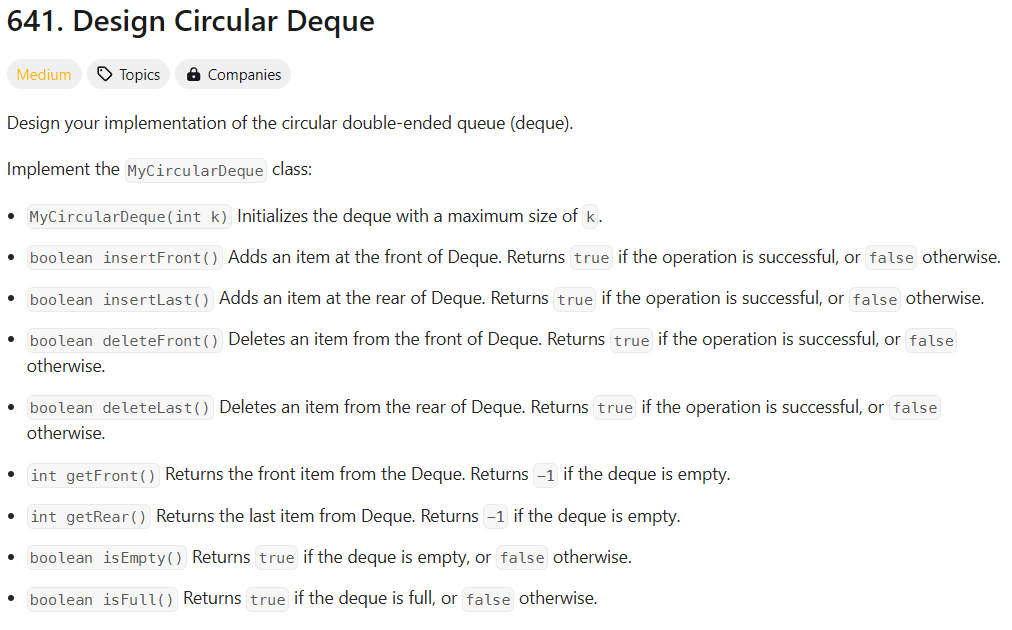 641. Design Circular Deque
Medium Topics Companies
Design your implementation of the circular double-ended queue (deque).
Implement the MyCircularDeque class:
• MyCircularDeque(int k) Initializes the deque with a maximum size of k.
• boolean insertFront() Adds an item at the front of Deque. Returns true if the operation is successful, or false otherwise.
• boolean insertLast() Adds an item at the rear of Deque. Returns true if the operation is successful, or false otherwise.
• boolean deleteFront() Deletes an item from the front of Deque. Returns true if the operation is successful, or false
otherwise.
• boolean deleteLast() Deletes an item from the rear of Deque. Returns true if the operation is successful, or false
otherwise.
• int getFront() Returns the front item from the Deque. Returns -1 if the deque is empty.
• int getRear() Returns the last item from Deque. Returns -1 if the deque is empty.
• boolean isEmpty() Returns true if the deque is empty, or false otherwise.
• boolean isFull() Returns true if the deque is full, or false otherwise.